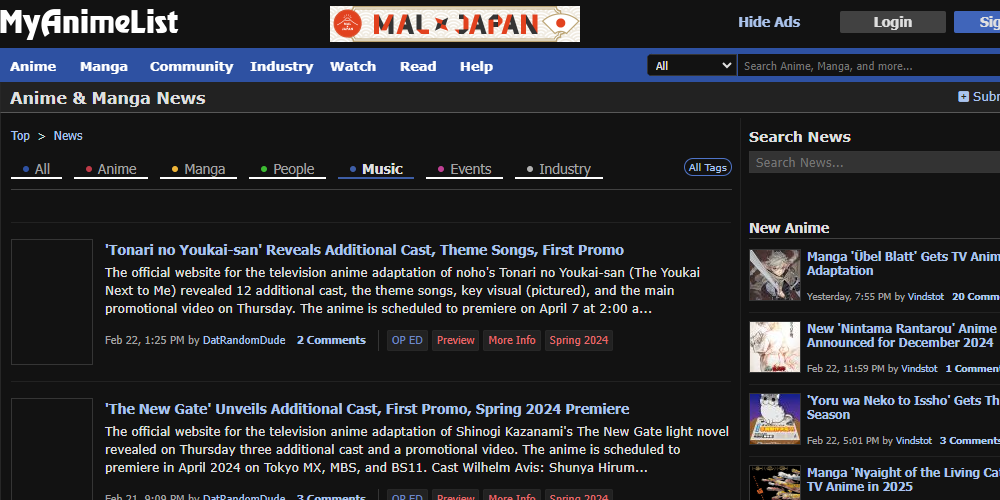 MyAnimeList
MAL x JAPAN
Hide Ads
Login
Sig
Anime Manga Community Industry Watch Read Help
All
Search Anime, Manga, and more...
Anime & Manga News
Subm
Top > News
All Anime Manga People Music Events Industry
All Tags
'Tonari no Youkai-san' Reveals Additional Cast, Theme Songs, First Promo
The official website for the television anime adaptation of noho's Tonari no Youkai-san (The Youkai
Next to Me) revealed 12 additional cast, the theme songs, key visual (pictured), and the main
promotional video on Thursday. The anime is scheduled to premiere on April 7 at 2:00 a...
Feb 22, 1:25 PM by DatRandomDude 2 Comments OP ED Preview More Info Spring 2024
'The New Gate' Unveils Additional Cast, First Promo, Spring 2024 Premiere
The official website for the television anime adaptation of Shinogi Kazanami's The New Gate light novel
revealed on Thursday three additional cast and a promotional video. The anime is scheduled to
premiere in April 2024 on Tokyo MX, MBS, and BS11. Cast Wilhelm Avis: Shunya Hirum...
Feb 21, 9:09 PM by DatRandomDude 3 Comments OP ED Preview More Info Spring 2024
Search News
Search News...
New Anime
Manga 'Übel Blatt' Gets TV Anim
Adaptation
Yesterday, 7:55 PM by Vindstot 20 Comm
New 'Nintama Rantarou' Anime
Announced for December 2024
Feb 22, 11:59 PM by Vindstot 1 Comment
'Yoru wa Neko to Issho' Gets Th
Season
Feb 22, 5:01 PM by Vindstot 3 Comments
Manga 'Nyaight of the Living Cat
TV Anime in 2025